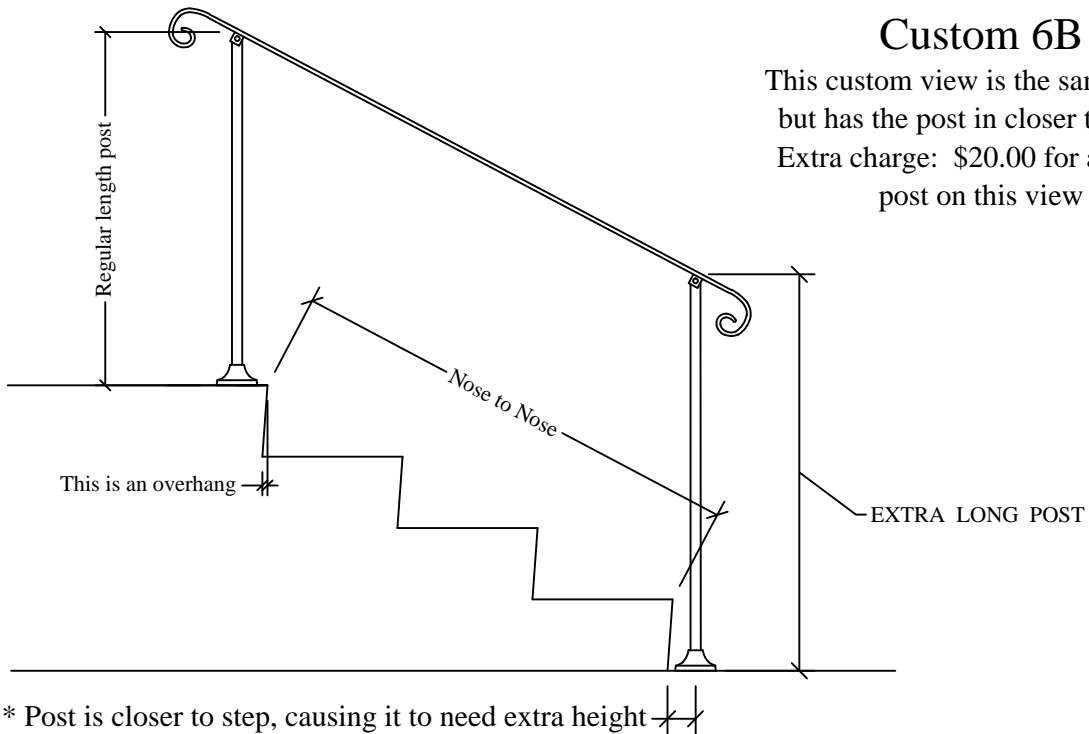 Custom 6B
This custom view is the
but has the post in closer
Extra charge: $20.00 for
post on this view
Regular length post
Nose to Nose
This is an overhang
EXTRA LONG POST
* Post is closer to step, causing it to need extra height